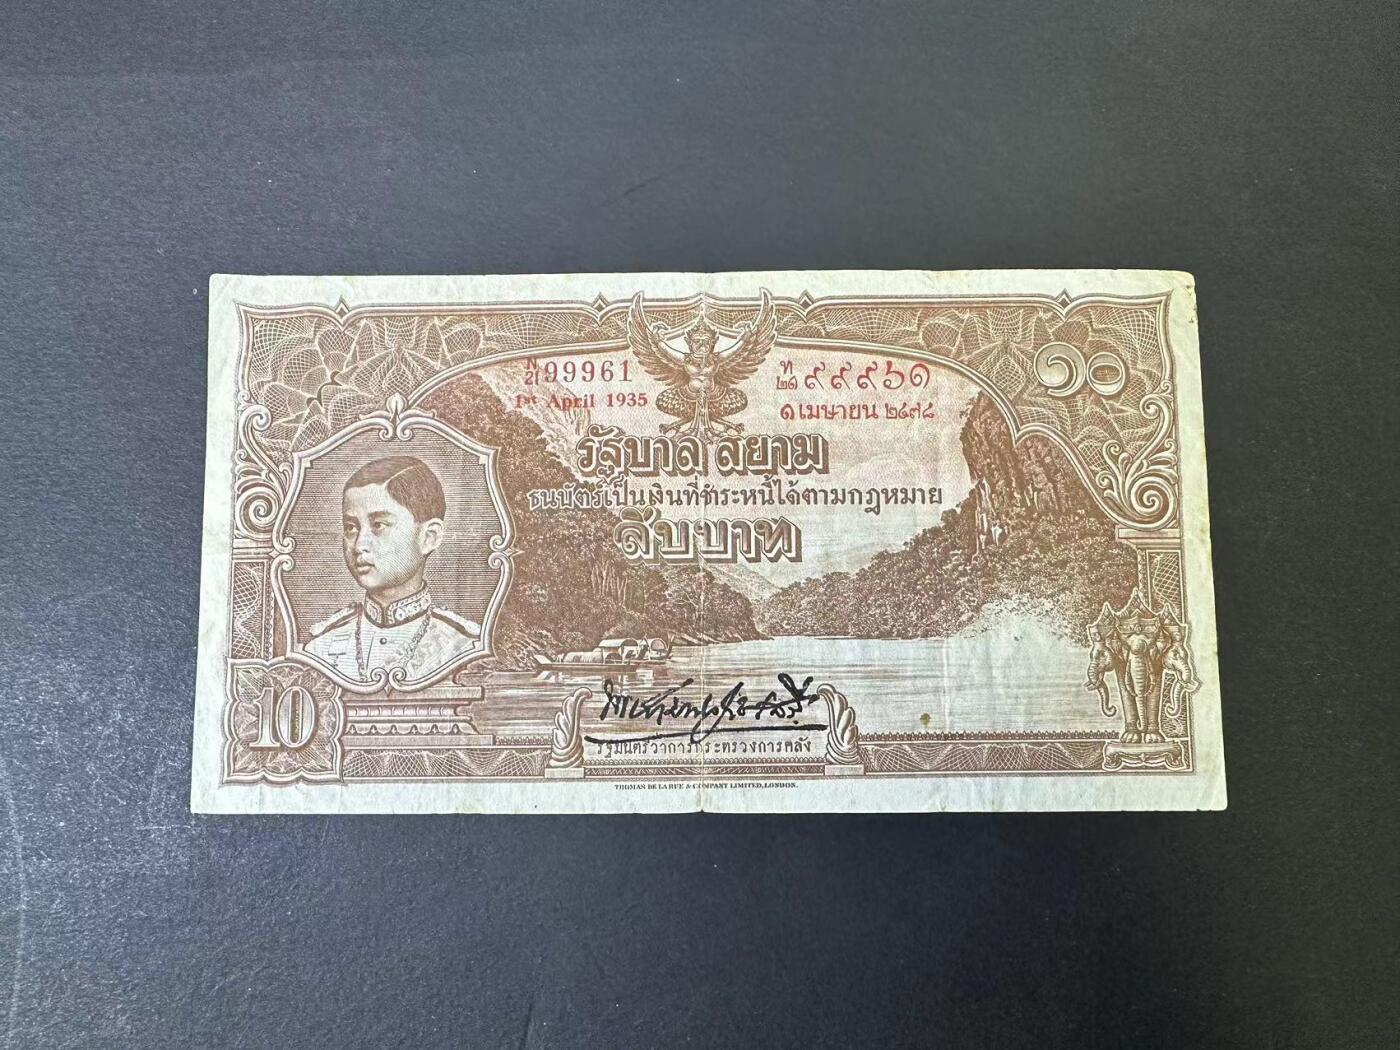 N/21 99961
1st April 1935
ท/๒๑ ๙๙๙๖๑
๑ เมษายน ๒๔๗๘
๑๐
รัฐบาล สยาม
ธนบัตร์เป็นเงินที่ชำระหนี้ได้ตามกฎหมาย
สิบบาท
10
รัฐมนตรีว่าการกระทรวงการคลัง
THOMAS DE LA RUE & COMPANY LIMITED, LONDON.